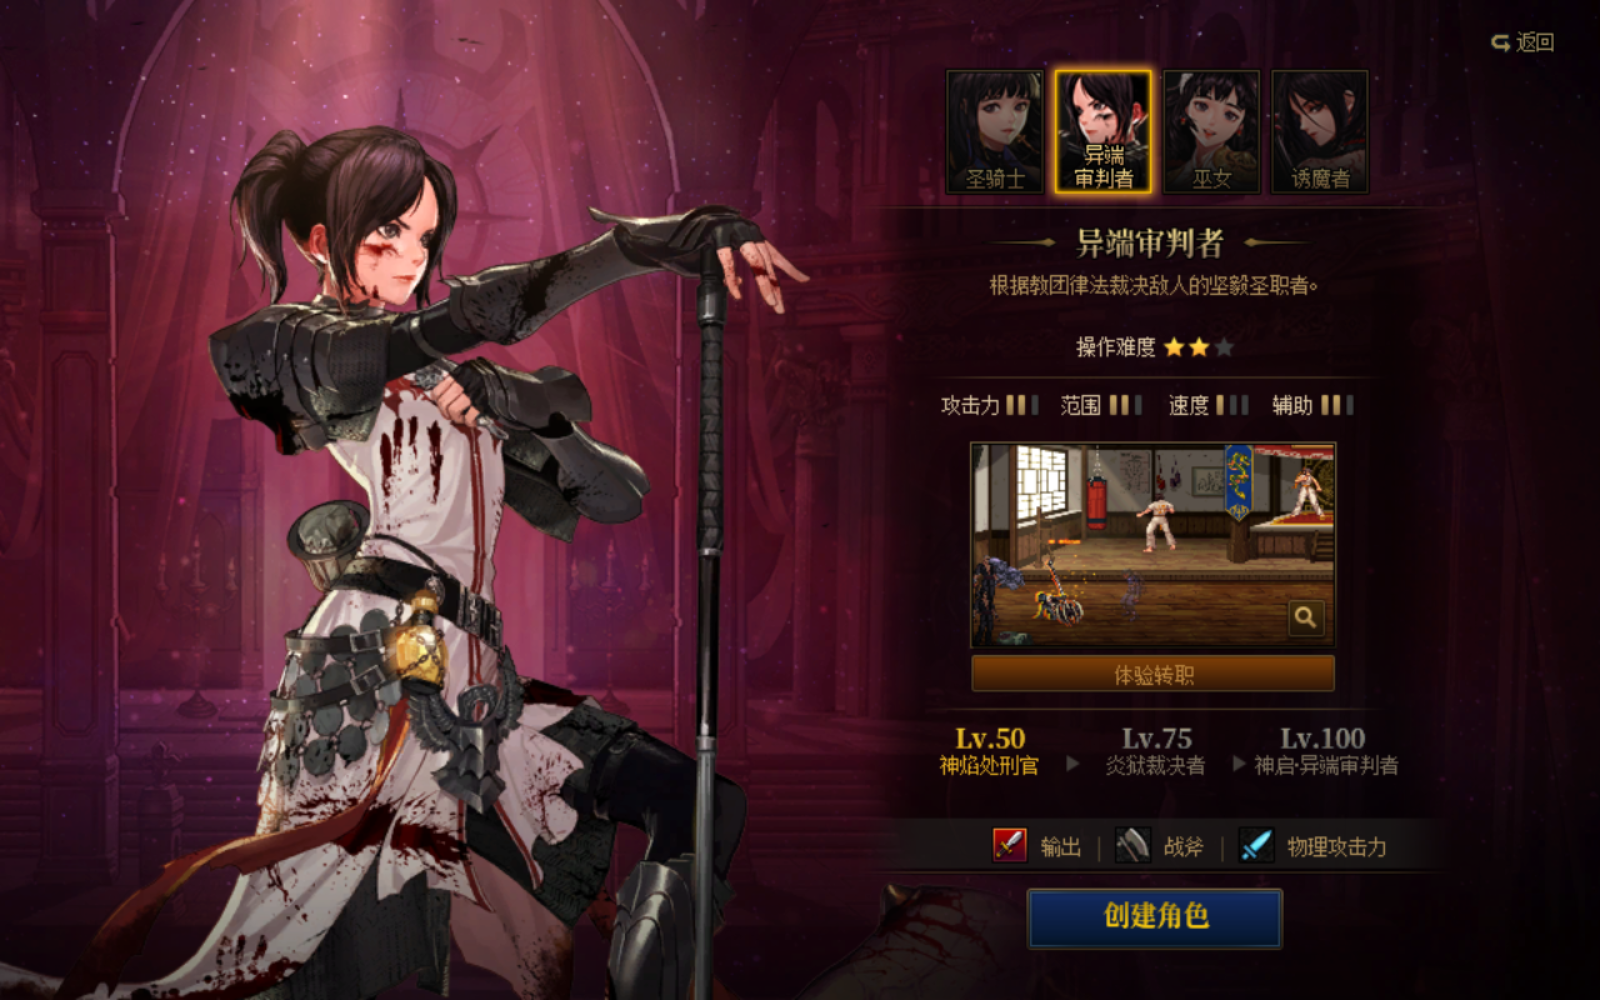 返回
圣骑士
异端
审判者
巫女
诱魔者
异端审判者
根据教团律法裁决敌人的坚毅圣职者。
操作难度
攻击力 范围 速度 辅助
体验转职
Lv.50 Lv.75 Lv.100
神焰处刑官 炎狱裁决者 神启·异端审判者
输出 | 战斧 | 物理攻击力
创建角色